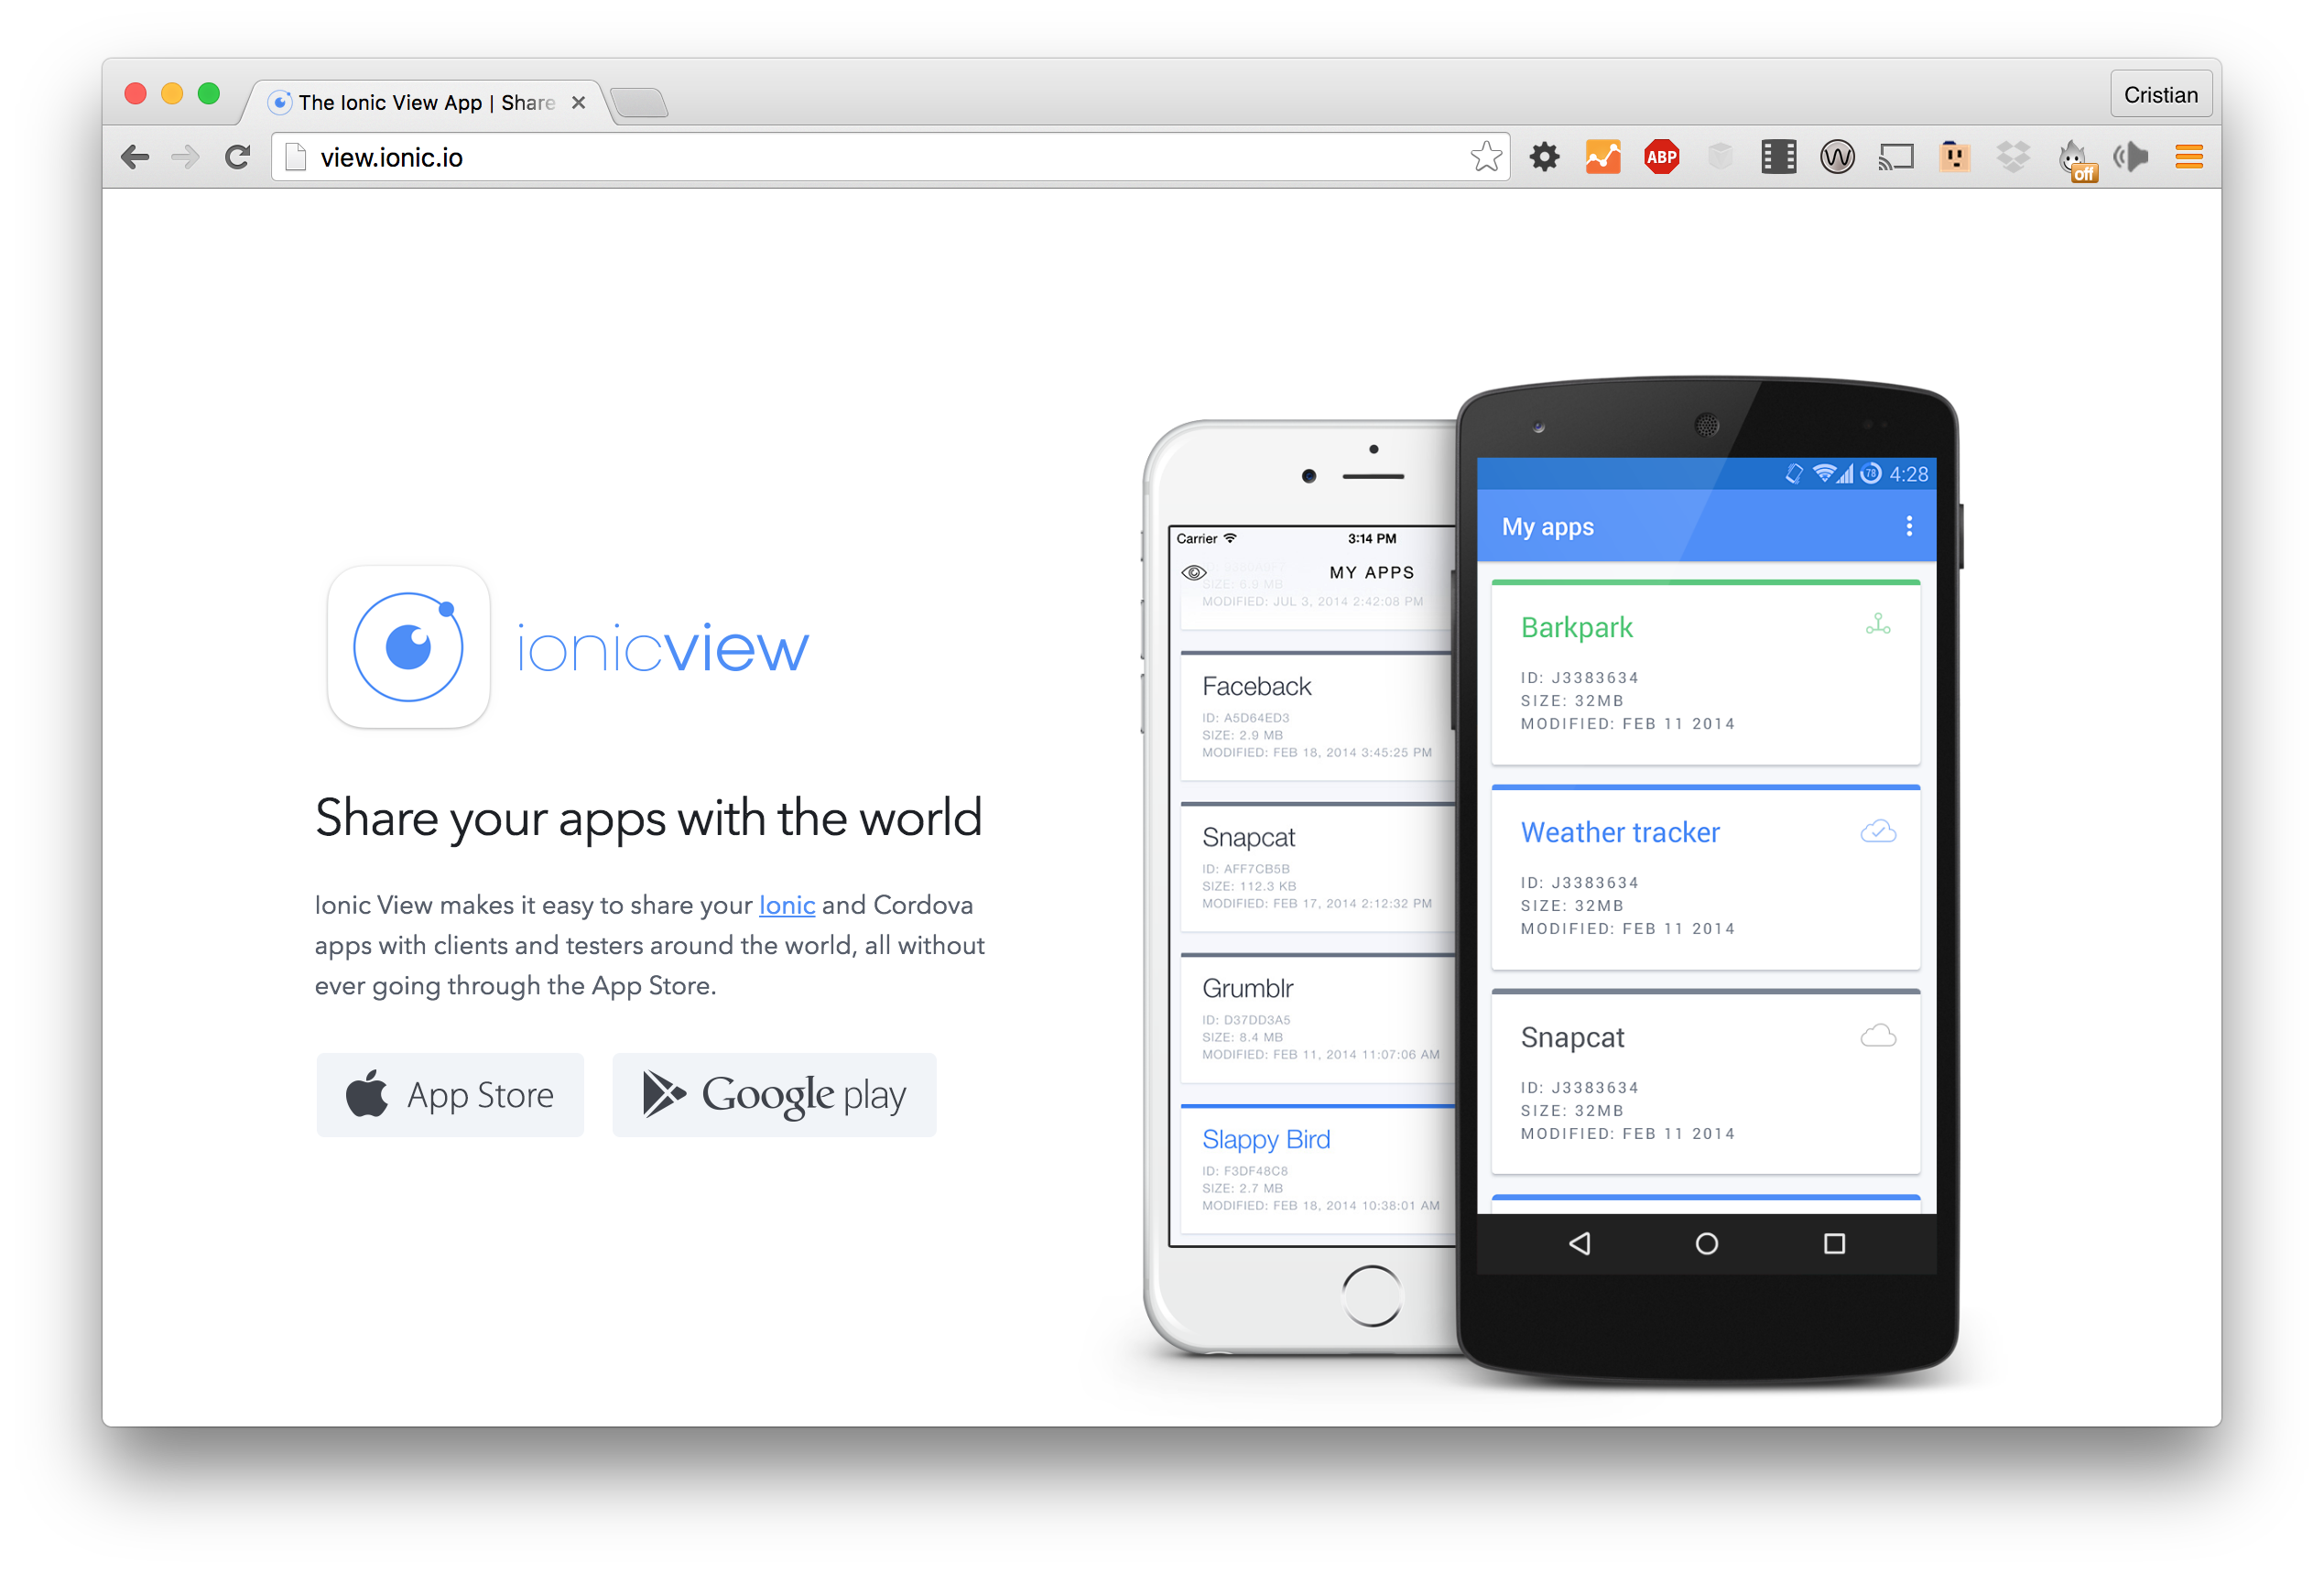 The Ionic View App | Share
Cristian
view.ionic.io
ABP
off
ionicview
Share your apps with the world
Ionic View makes it easy to share your Ionic and Cordova
apps with clients and testers around the world, all without
ever going through the App Store.
App Store
Google play
Carrier
3:14 PM
MY APPS
SIZE: 6.9 MB
MODIFIED: JUL 3, 2014 2:42:08 PM
Faceback
ID: A5D64ED3
SIZE: 2.9 MB
MODIFIED: FEB 18, 2014 3:45:25 PM
Snapcat
ID: AFF7CB5B
SIZE: 112.3 KB
MODIFIED: FEB 17, 2014 2:12:32 PM
Grumblr
ID: D37DD3A5
SIZE: 8.4 MB
MODIFIED: FEB 11, 2014 11:07:06 AM
Slappy Bird
ID: F3DF48C8
SIZE: 2.7 MB
MODIFIED: FEB 18, 2014 10:38:01 AM
78 4:28
My apps
Barkpark
ID: J3383634
SIZE: 32MB
MODIFIED: FEB 11 2014
Weather tracker
ID: J3383634
SIZE: 32MB
MODIFIED: FEB 11 2014
Snapcat
ID: J3383634
SIZE: 32MB
MODIFIED: FEB 11 2014